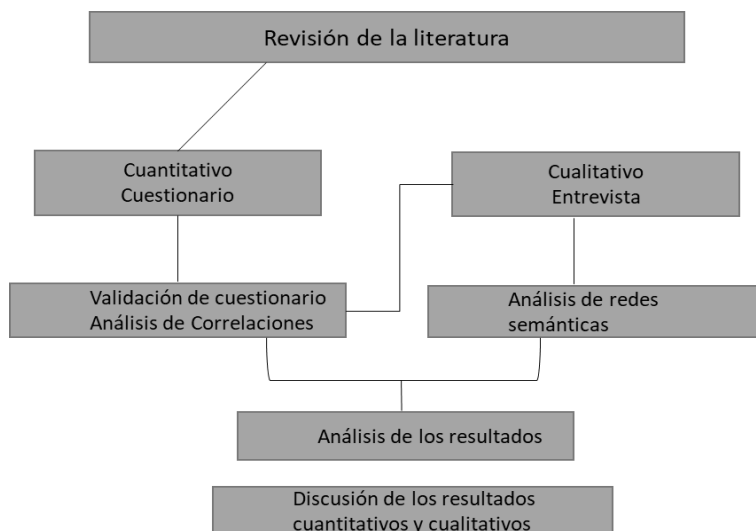 Revisión de la literatura
Cuantitativo
Cuestionario
Cualitativo
Entrevista
Validación de cuestionario
Análisis de Correlaciones
Análisis de redes
semánticas
Análisis de los resultados
Discusión de los resultados
cuantitativos y cualitativos